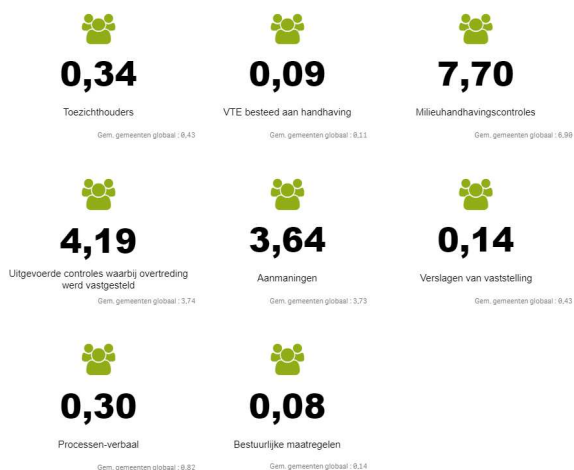 0,34
0,09
7,70
Toezichthouders
VTE besteed aan handhaving
Milieuhandhavingscontroles
Gem. gemeenten globaal : 0,43
Gem. gemeenten globaal : 0,11
Gem. gemeenten globaal : 6,90
4,19
3,64
0,14
Uitgevoerde controles waarbij overtreding
werd vastgesteld
Aanmaningen
Verslagen van vaststelling
Gem. gemeenten globaal : 3,74
Gem. gemeenten globaal : 3,73
Gem. gemeenten globaal : 0,43
0,30
0,08
Processen-verbaal
Bestuurlijke maatregelen
Gem. gemeenten globaal : 0,82
Gem. gemeenten globaal : 0,14